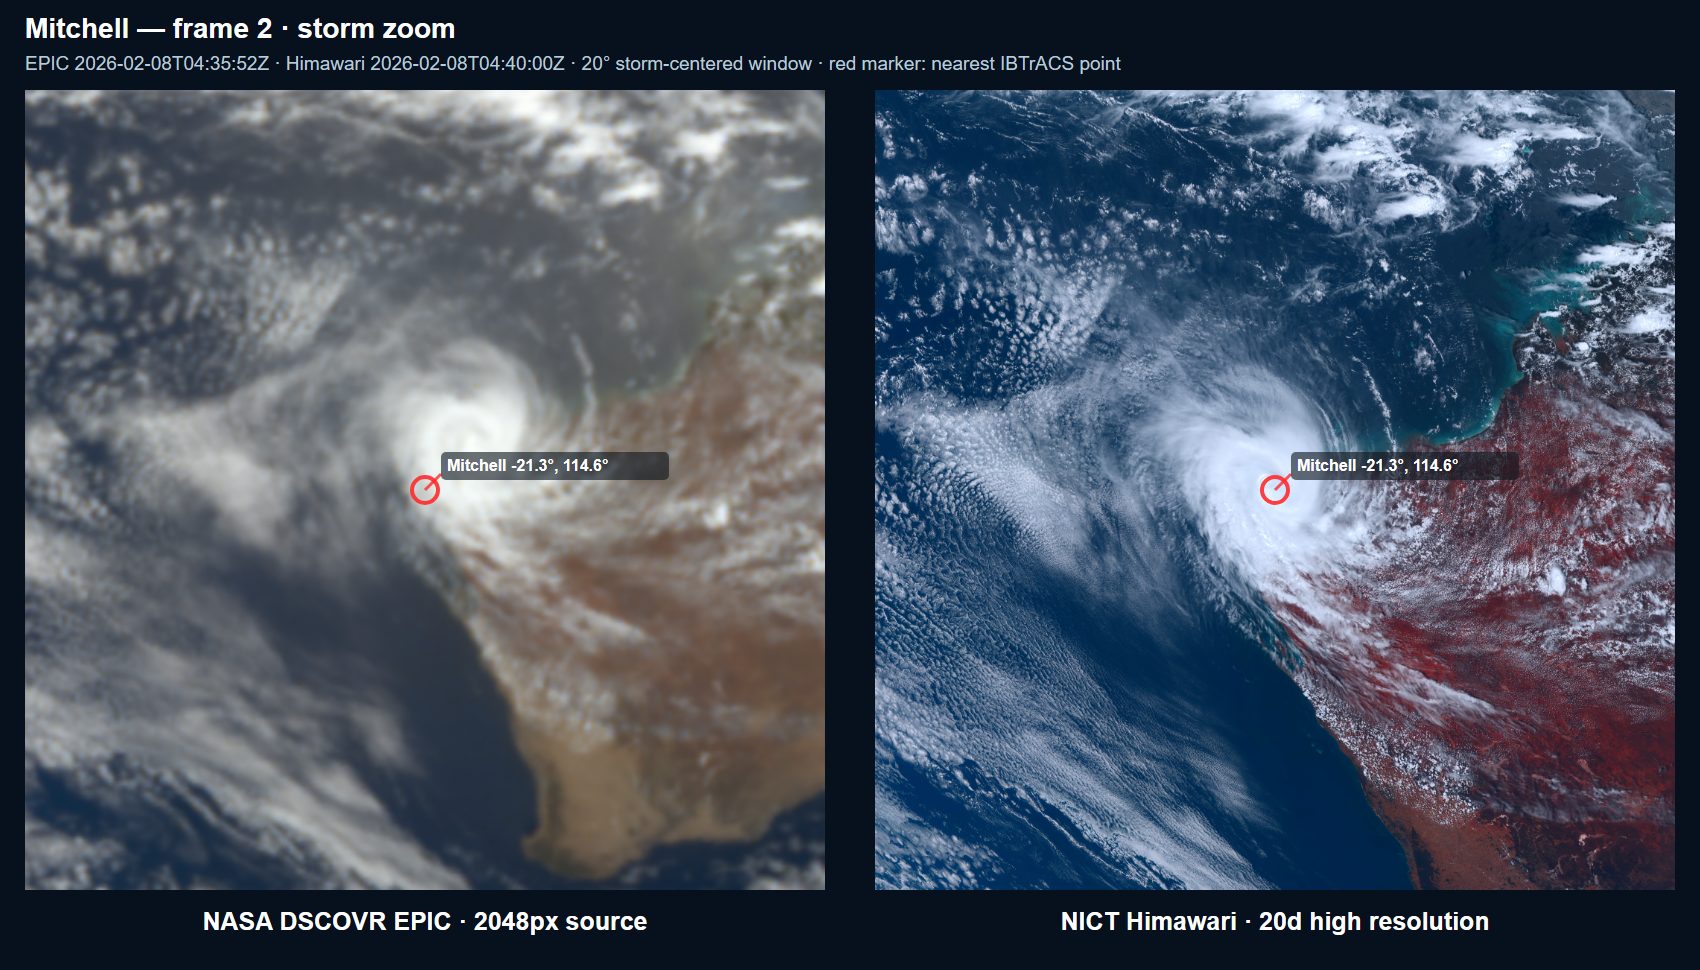 Mitchell — frame 2 · storm zoom
EPIC 2026-02-08T04:35:52Z · Himawari 2026-02-08T04:40:00Z · 20° storm-centered window · red marker: nearest IBTrACS point
Mitchell -21.3°, 114.6°
Mitchell -21.3°, 114.6°
NASA DSCOVR EPIC · 2048px source
NICT Himawari · 20d high resolution